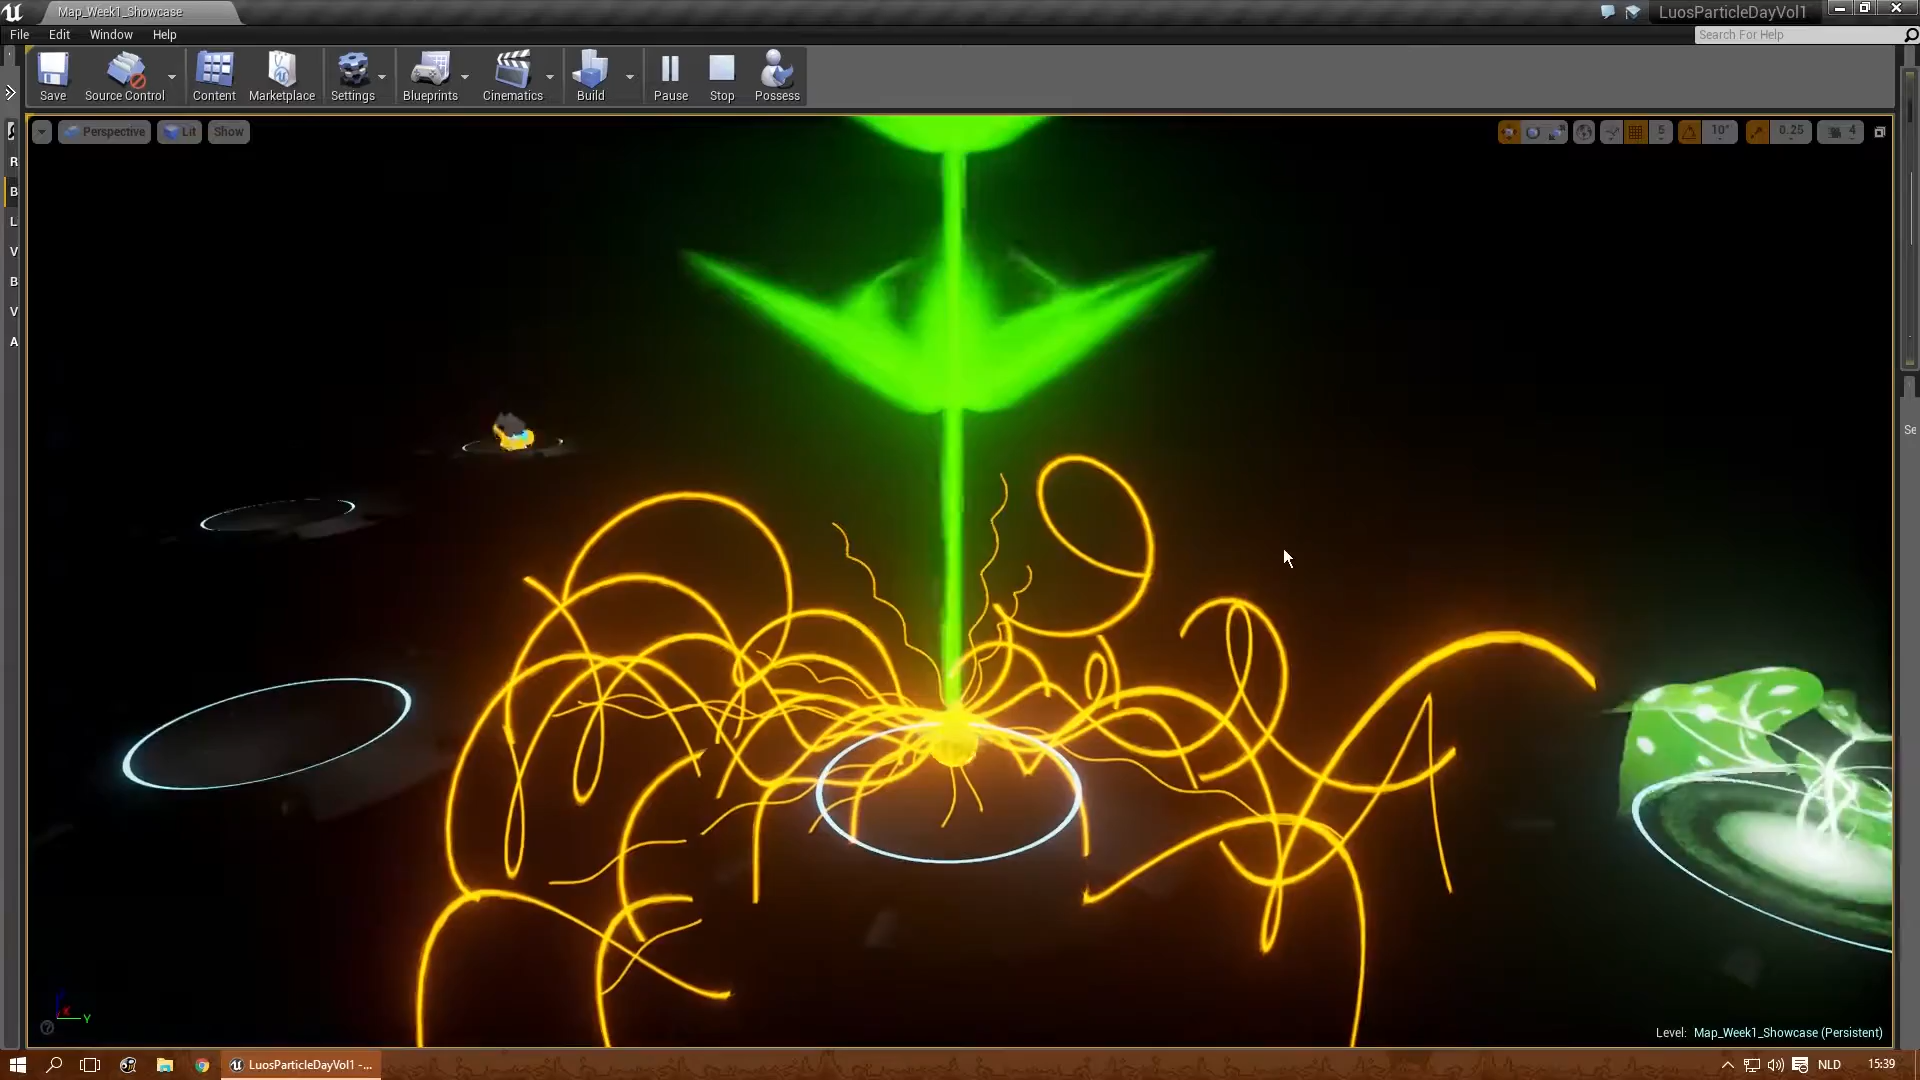 Map_Week1_Showcase
LuosParticleDayVol1
File Edit Window Help
Search For Help
Save Source Control Content Marketplace Settings Blueprints Cinematics Build Pause Stop Possess
Perspective Lit Show
5 10° 0.25 4
R
B
L
V
B
V
A
Se
X
Y
Level: Map_Week1_Showcase (Persistent)
LuosParticleDayVol1 -...
NLD 15:39